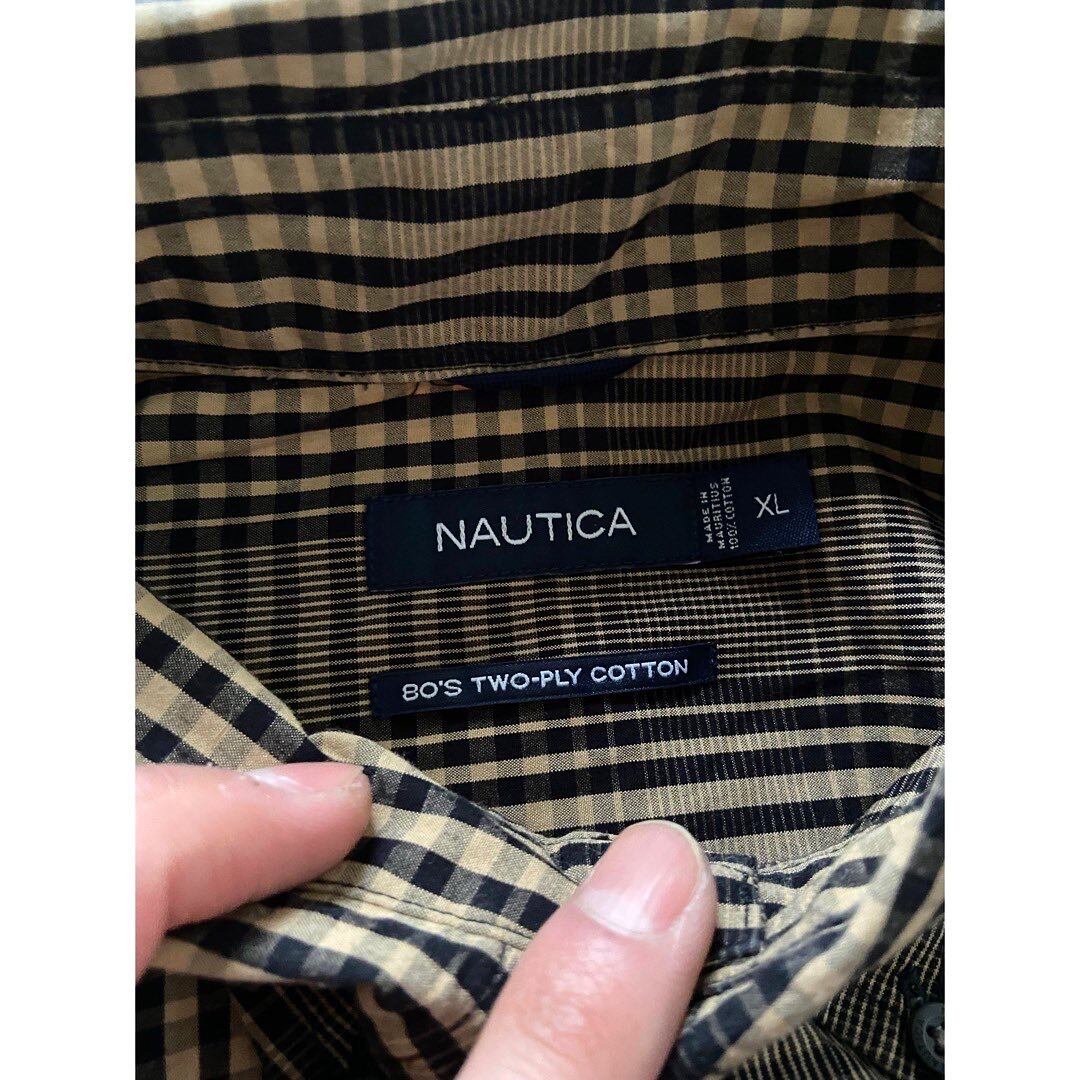 NAUTICA
MADE IN
MAURITIUS
100% COTTON
XL
80'S TWO-PLY COTTON